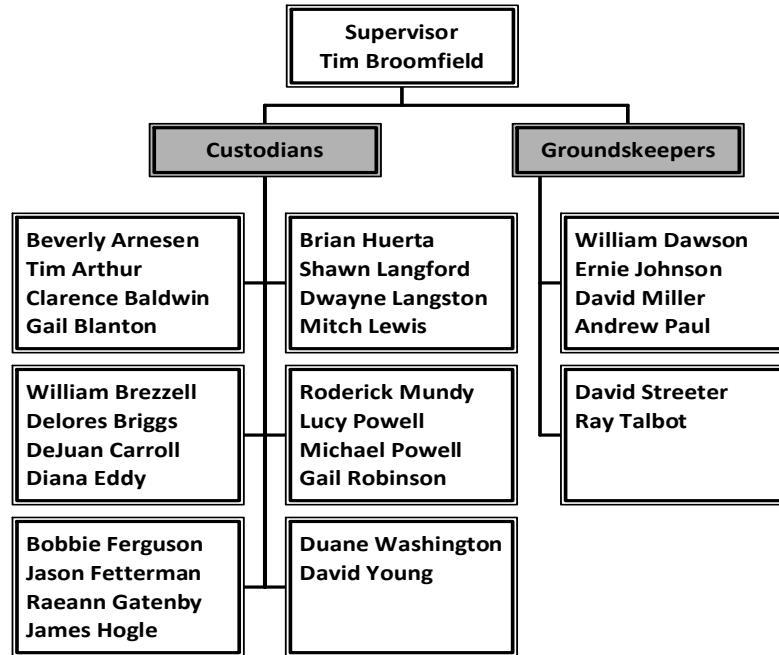 Supervisor
Tim Broomfield
Custodians
Groundskeepers
Beverly Arnesen
Tim Arthur
Clarence Baldwin
Gail Blanton
Brian Huerta
Shawn Langford
Dwayne Langston
Mitch Lewis
William Dawson
Ernie Johnson
David Miller
Andrew Paul
William Brezzell
Delores Briggs
DeJuan Carroll
Diana Eddy
Roderick Mundy
Lucy Powell
Michael Powell
Gail Robinson
David Streeter
Ray Talbot
Bobbie Ferguson
Jason Fetterman
Raeann Gatenby
James Hogle
Duane Washington
David Young